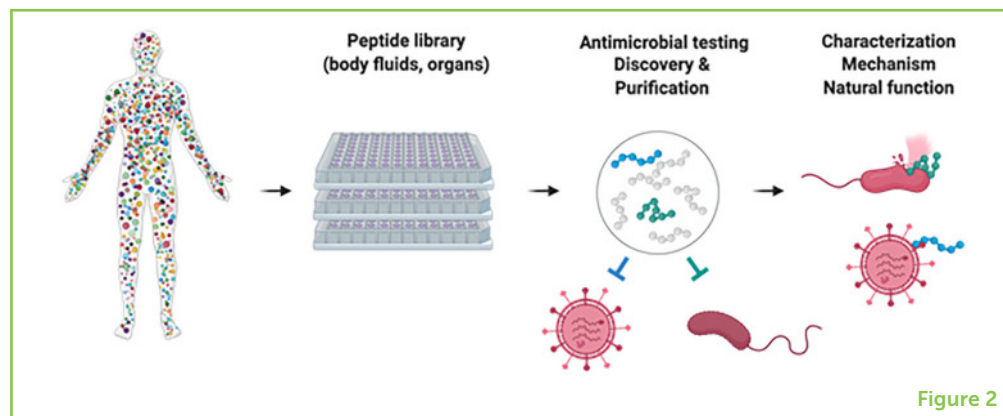 Peptide library
(body fluids, organs)
Antimicrobial testing
Discovery &
Purification
Characterization
Mechanism
Natural function
Figure 2